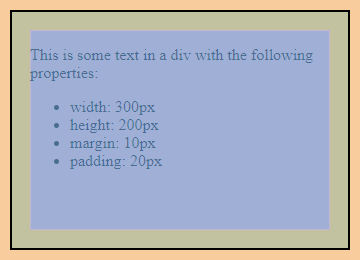 This is some text in a div with the following
properties:
• width: 300px
• height: 200px
• margin: 10px
• padding: 20px